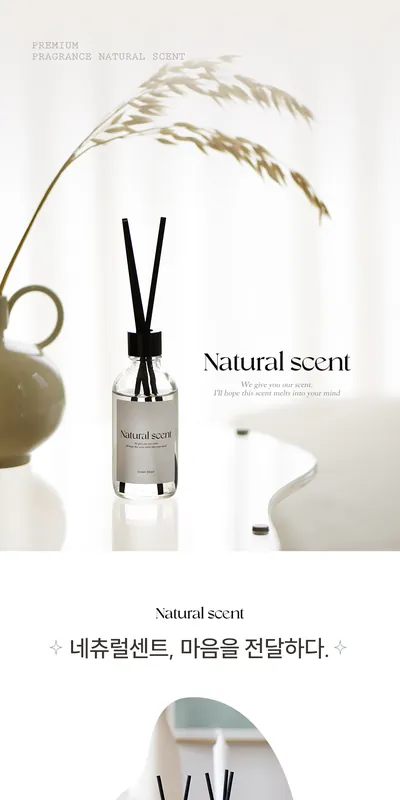 PREMIUM
PRAGRANCE NATURAL SCENT
Natural scent
We give you our scent.
I'll hope this scent melts into your mind
Natural scent
Natural scent
네츄럴센트, 마음을 전달하다.